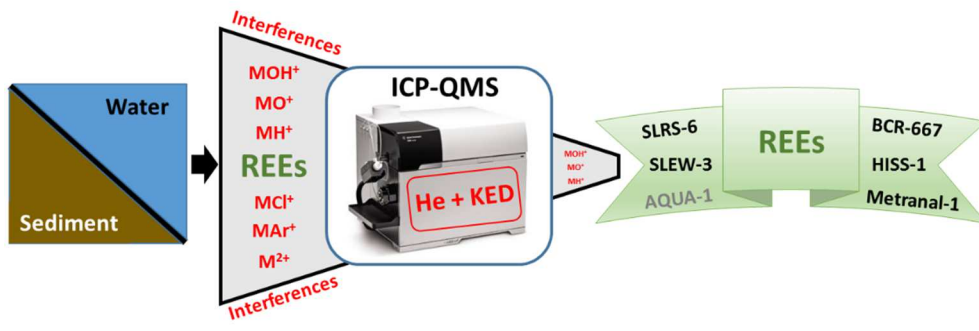 Water
Sediment
Interferences
MOH⁺
MO⁺
MH⁺
REEs
MCl⁺
MAr⁺
M²⁺
Interferences
ICP-QMS
He + KED
MOH⁺
MO⁺
MH⁺
SLRS-6
SLEW-3
AQUA-1
REEs
BCR-667
HISS-1
Metranal-1